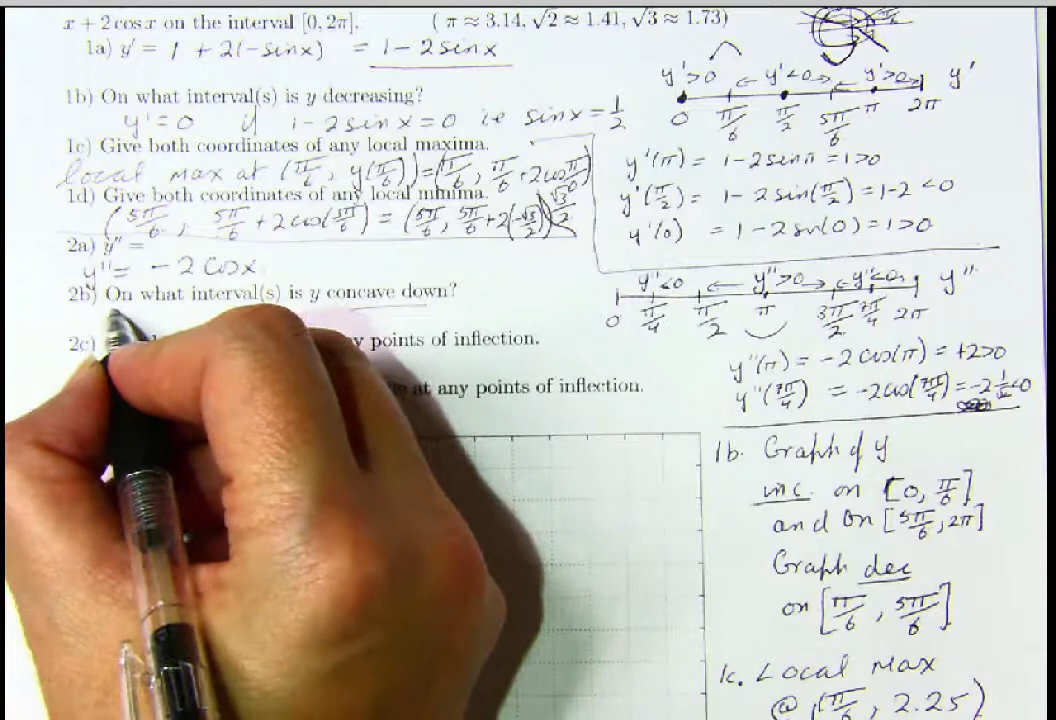 x + 2 cos x on the interval [0, 2π]. ( π ≈ 3.14, √2 ≈ 1.41, √3 ≈ 1.73)
1a) y' = 1 + 2(-sinx) = 1 - 2 sinx
1b) On what interval(s) is y decreasing?
y' = 0 if 1 - 2 sin x = 0 ie sin x = 1/2
1c) Give both coordinates of any local maxima.
local max at (π/6, y(π/6)) = (π/6, π/6 + 2cos π/6)
1d) Give both coordinates of any local minima. √3/2
(5π/6, 5π/6 + 2 cos(5π/6) = (5π/6, 5π/6 + 2(-√3/2)
2a) y'' =
y'' = - 2 cos x
2b) On what interval(s) is y concave down?
2c) y points of inflection.
at any points of inflection.
y'>0 y'<0 y'>0 y'
0 π/6 π/2 5π/6 π 2π
y'(π) = 1 - 2 sin π = 1 > 0
y'(π/2) = 1 - 2 sin(π/2) = 1 - 2 < 0
y'(0) = 1 - 2 sin(0) = 1 > 0
y''<0 y''>0 y''<0 y''
0 π/4 π/2 π 3π/2 7π/4 2π
y''(π) = -2 cos(π) = +2>0
y''(7π/4) = -2cos(7π/4) = -2 1/√2 <0
1b. Graph of y
inc. on [0, π/6]
and on [5π/6, 2π]
Graph dec
on [π/6, 5π/6]
1c. Local Max
@ (π/6, 2.25)